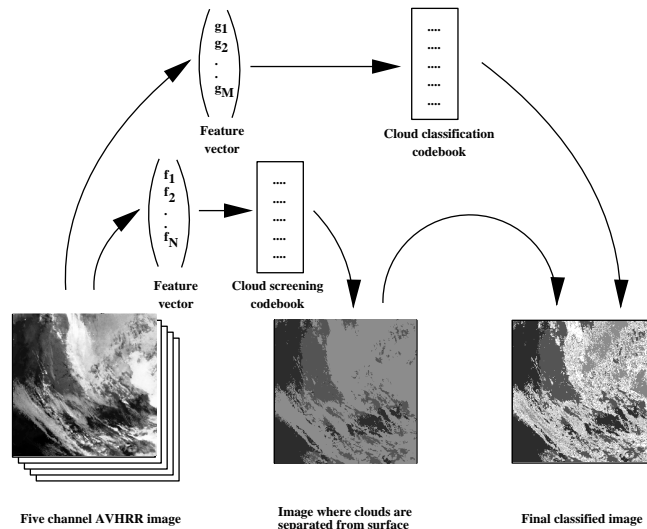 g1
g2
.
.
gM
Feature
vector
....
....
....
....
....
Cloud classification
codebook
f1
f2
.
.
fN
Feature
vector
....
....
....
....
....
Cloud screening
codebook
Five channel AVHRR image
Image where clouds are
separated from surface
Final classified image